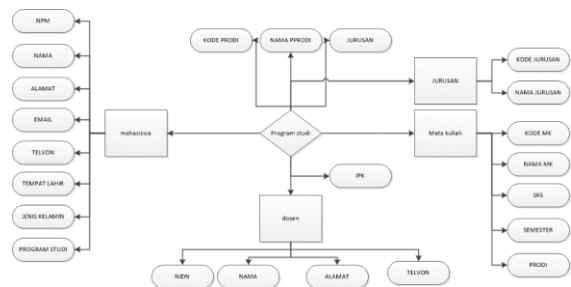 NPM
NAMA
ALAMAT
EMAIL
TELVON
TEMPAT LAHIR
JENIS KELAMIN
PROGRAM STUDI
mahasiswa
KODE PRODI
NAMA PPRODI
JURUSAN
Program studi
IPK
dosen
NIDN
NAMA
ALAMAT
TELVON
JURUSAN
KODE JURUSAN
NAMA JURUSAN
Mata kuliah
KODE MK
NAMA MK
SKS
SEMESTER
PRODI